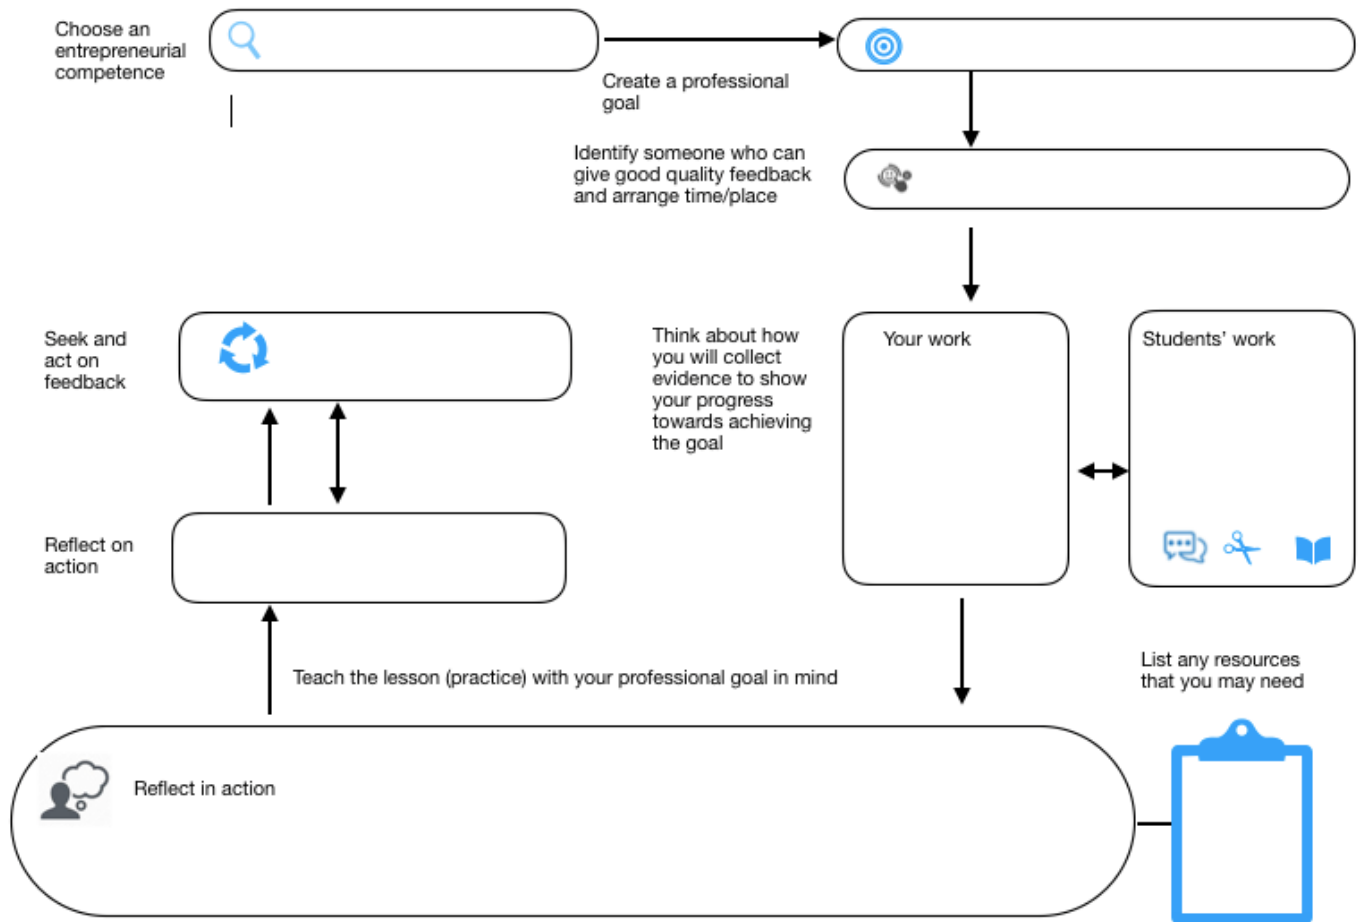 Choose an
entrepreneurial
competence
Create a professional
goal
Identify someone who can
give good quality feedback
and arrange time/place
Seek and
act on
feedback
Think about how
you will collect
evidence to show
your progress
towards achieving
the goal
Your work
Students’ work
Reflect on
action
Teach the lesson (practice) with your professional goal in mind
List any resources
that you may need
Reflect in action